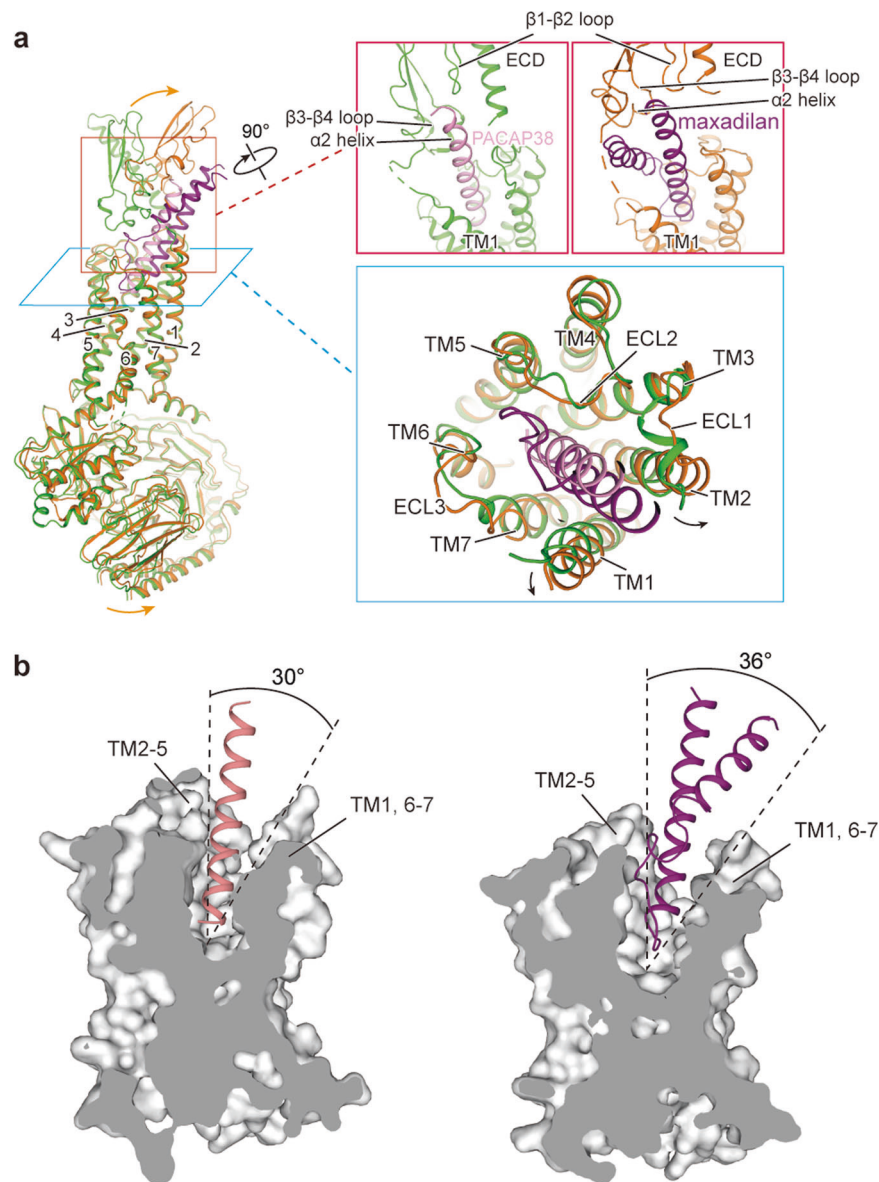 a
β1-β2 loop
ECD
ECD
β3-β4 loop
β3-β4 loop
α2 helix
α2 helix
PACAP38
maxadilan
TM1
TM1
90°
3
4
5
6
7
1
2
TM5
TM4
ECL2
TM3
ECL1
TM6
ECL3
TM2
TM7
TM1
b
30°
36°
TM2-5
TM2-5
TM1, 6-7
TM1, 6-7